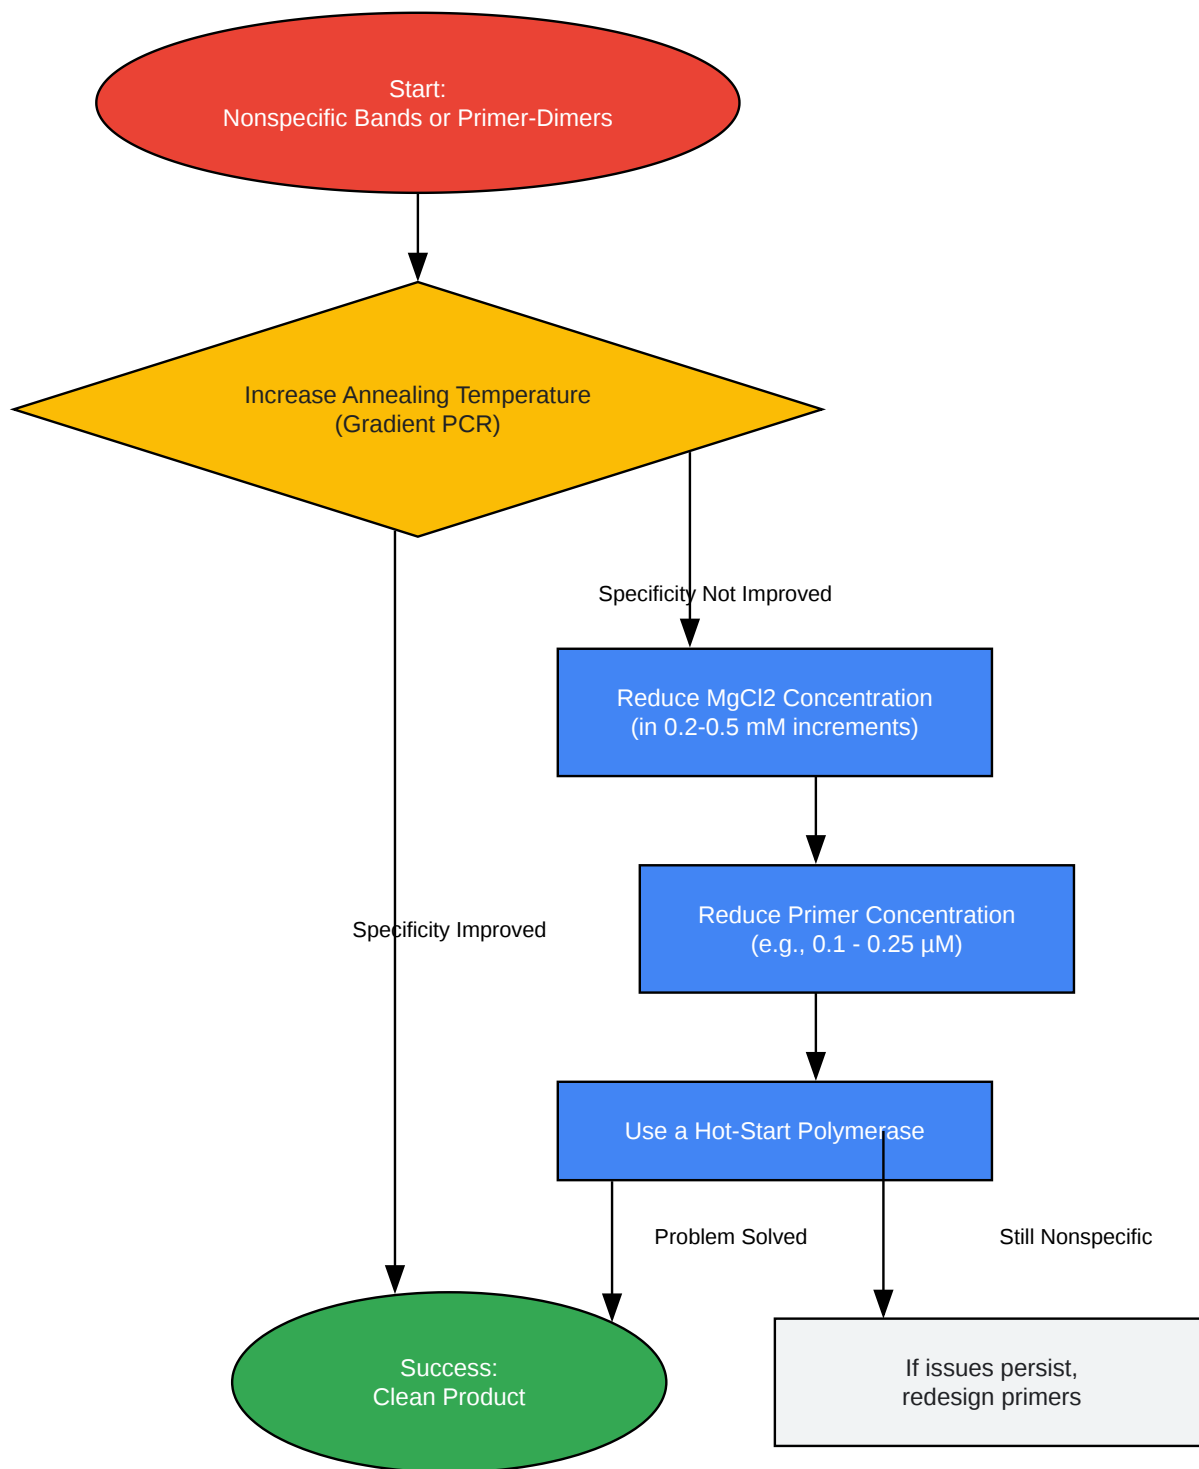 Start:
Nonspecific Bands or Primer-Dimers
Increase Annealing Temperature
(Gradient PCR)
Specificity Not Improved
Reduce MgCl2 Concentration
(in 0.2-0.5 mM increments)
Reduce Primer Concentration
(e.g., 0.1 - 0.25 µM)
Specificity Improved
Use a Hot-Start Polymerase
Problem Solved
Still Nonspecific
Success:
Clean Product
If issues persist,
redesign primers